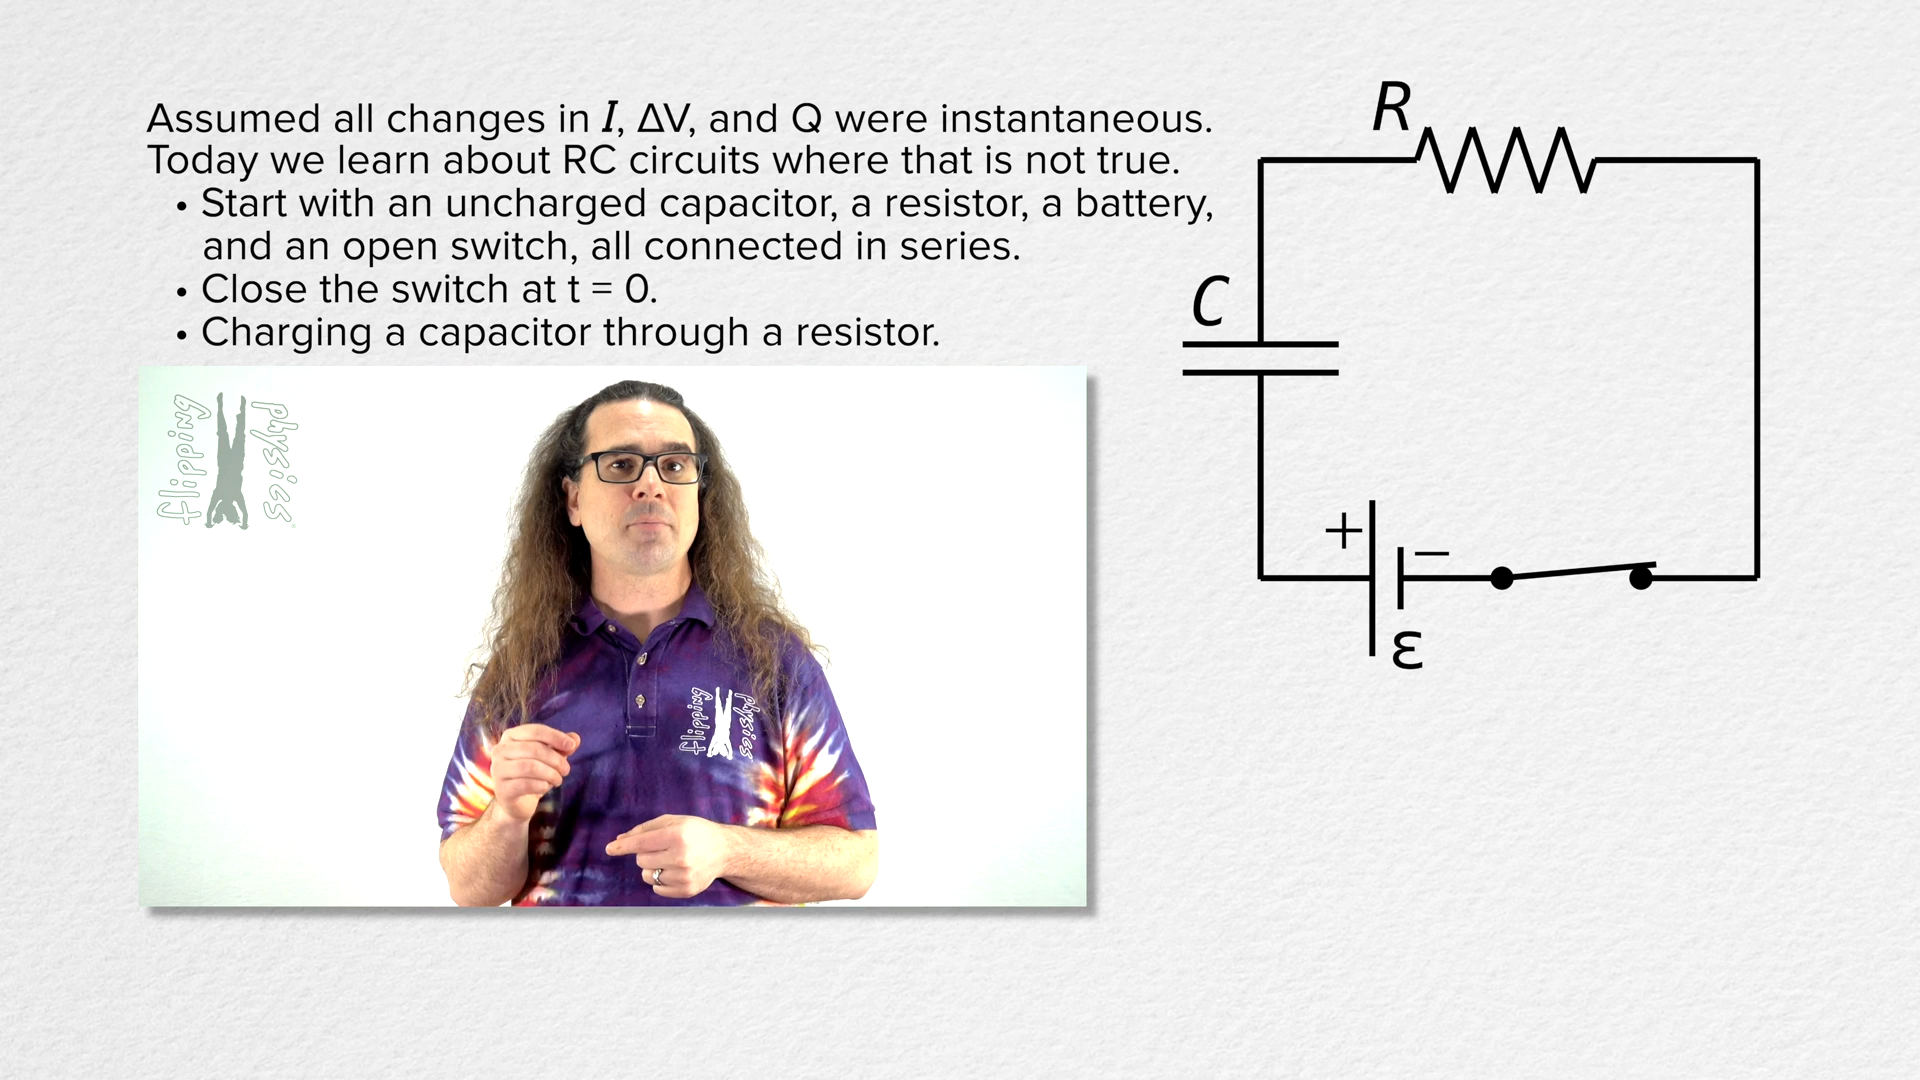 Assumed all changes in I, ΔV, and Q were instantaneous.
Today we learn about RC circuits where that is not true.
• Start with an uncharged capacitor, a resistor, a battery,
and an open switch, all connected in series.
• Close the switch at t = 0.
• Charging a capacitor through a resistor.
R
C
+
−
ε
flipping
physics
flipping
physics